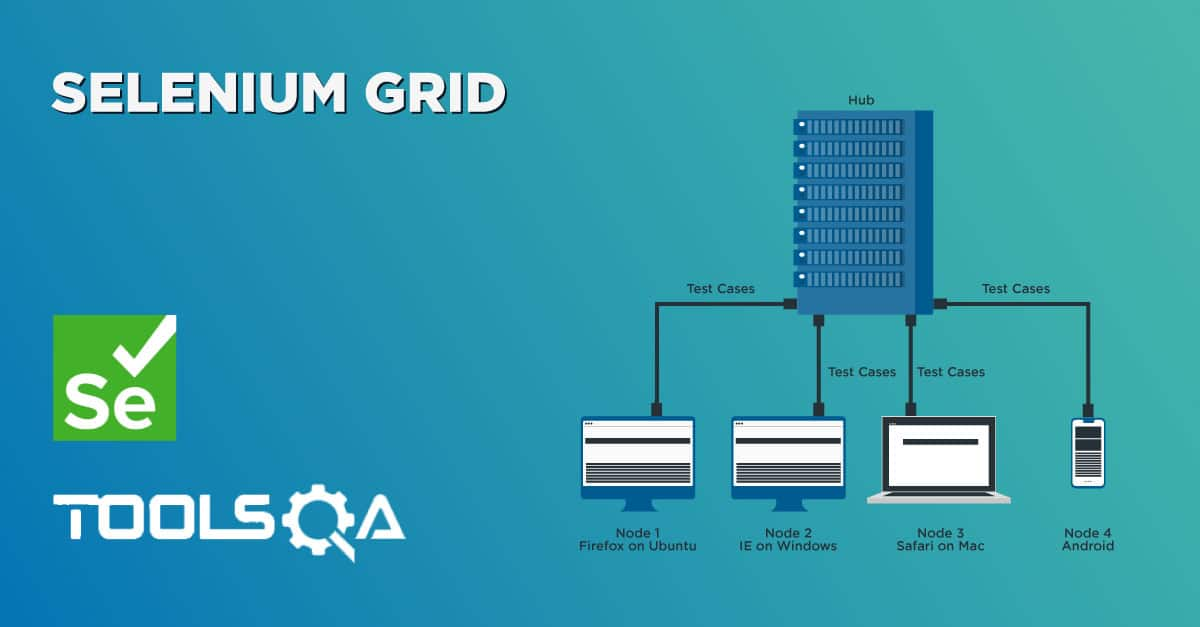 SELENIUM GRID
Hub
Test Cases
Test Cases
Test Cases
Test Cases
Se
TOOLSQA
Node 1
Firefox on Ubuntu
Node 2
IE on Windows
Node 3
Safari on Mac
Node 4
Android